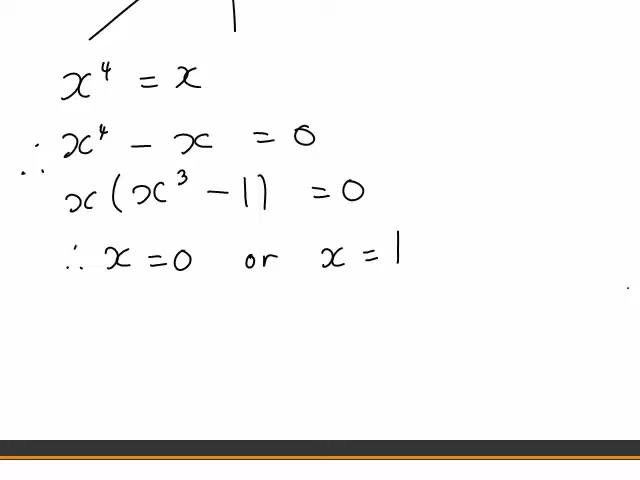 x⁴ = x
∴ x⁴ − x = 0
x(x³ − 1) = 0
∴ x = 0 or x = 1